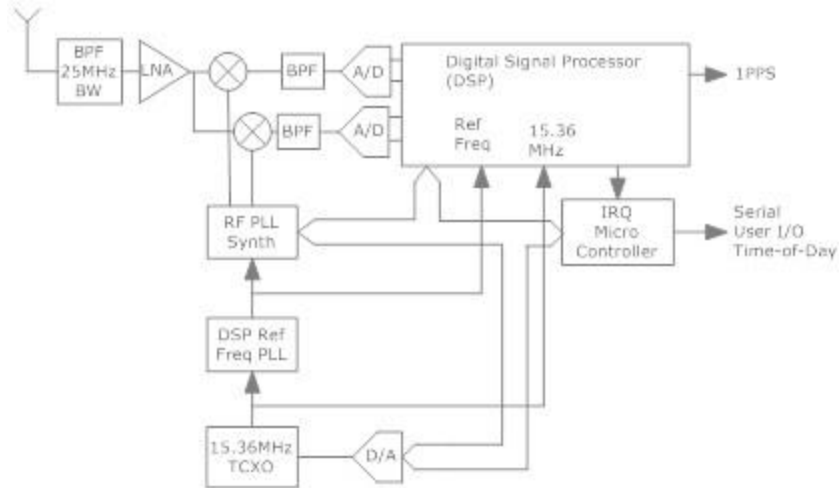 BPF
25MHz
BW
LNA
BPF
A/D
Digital Signal Processor
(DSP)
1PPS
BPF
A/D
Ref
Freq
15.36
MHz
RF PLL
Synth
IRQ
Micro
Controller
Serial
User I/O
Time-of-Day
DSP Ref
Freq PLL
15.36MHz
TCXO
D/A